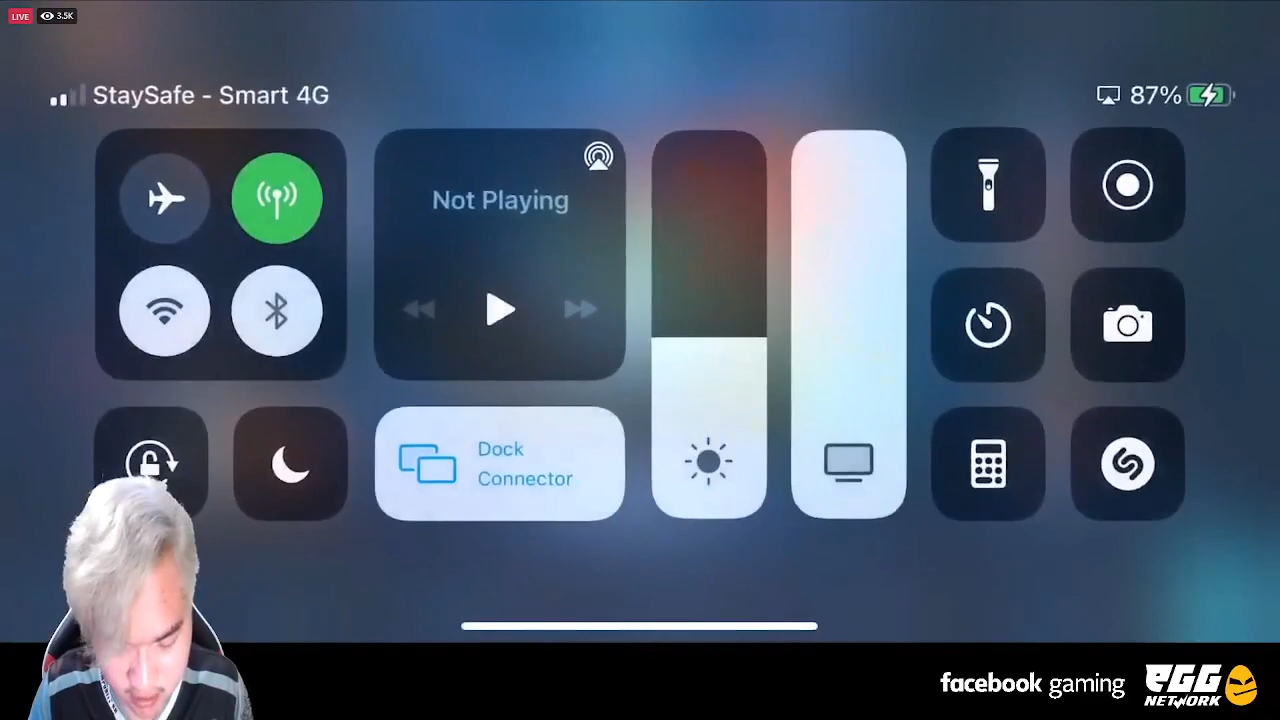 LIVE 3.5K
StaySafe - Smart 4G 87%
Not Playing
Dock
Connector
facebook gaming
eGG
NETWORK